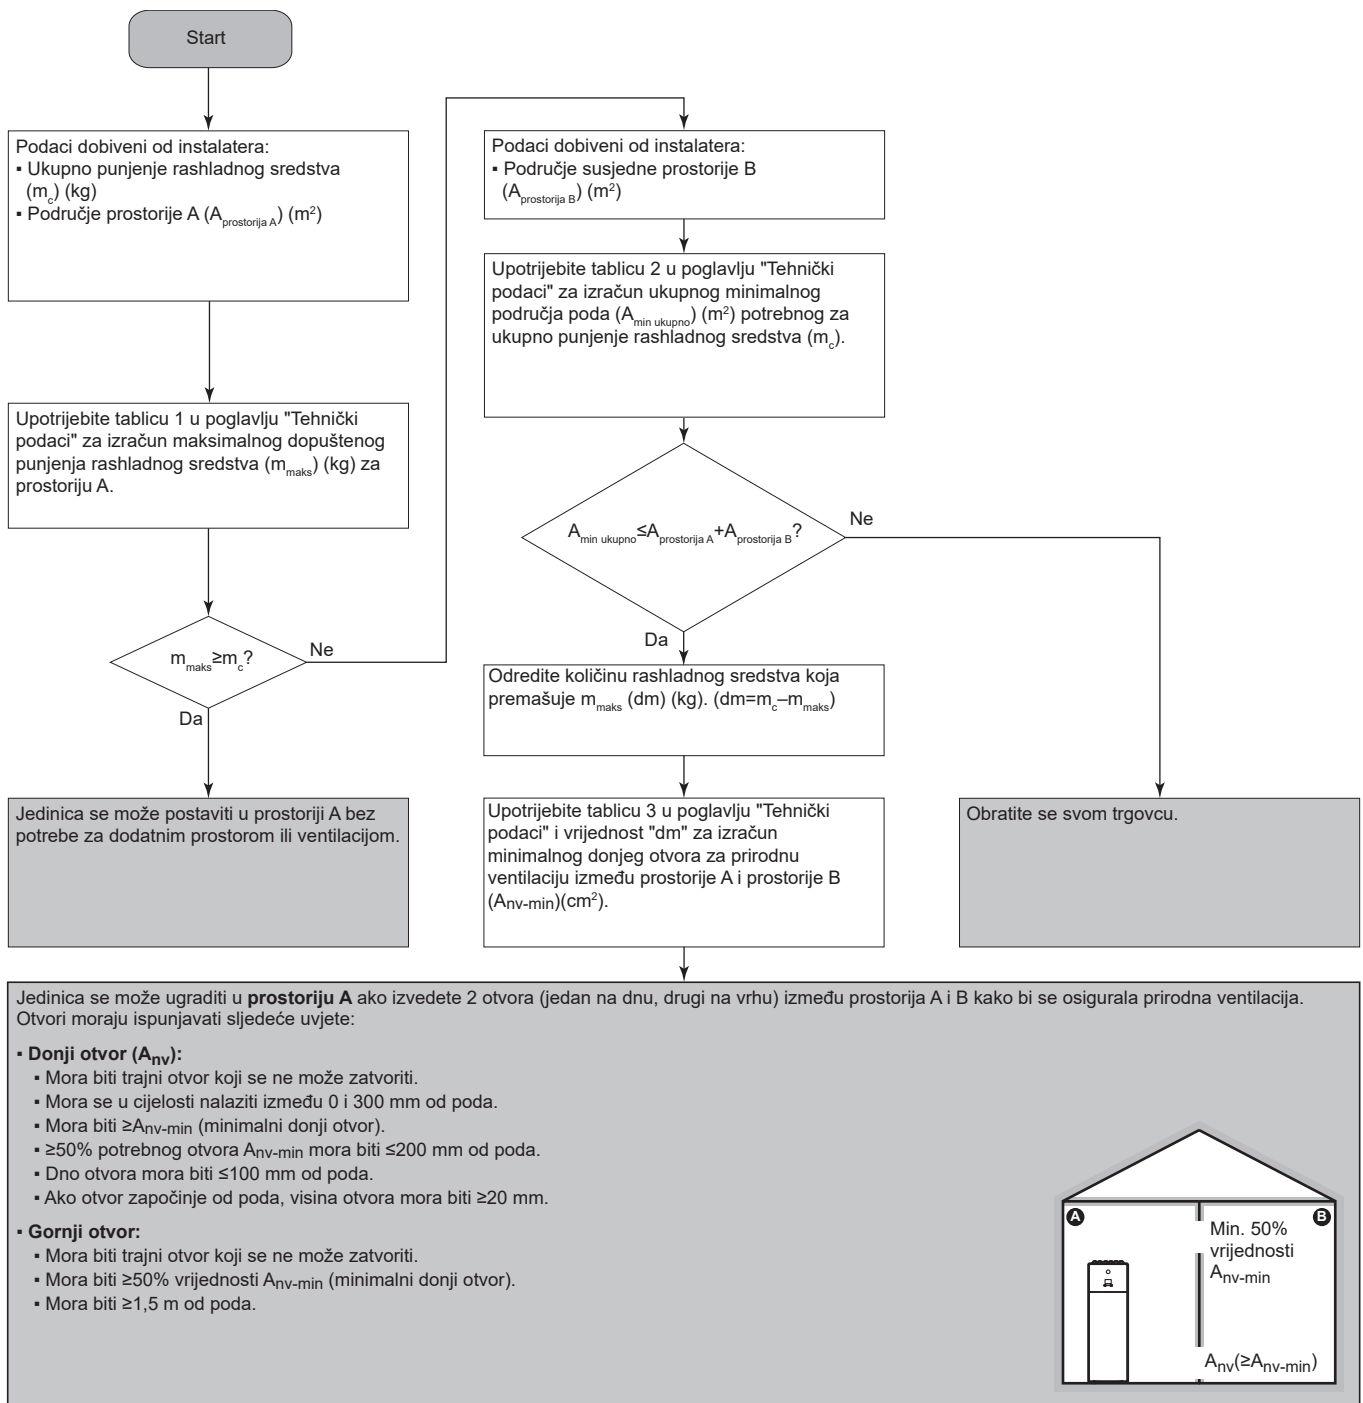 Start
Podaci dobiveni od instalatera:
▪ Ukupno punjenje rashladnog sredstva
(mc) (kg)
▪ Područje prostorije A (Aprostorija A) (m²)
Upotrijebite tablicu 1 u poglavlju "Tehnički
podaci" za izračun maksimalnog dopuštenog
punjenja rashladnog sredstva (mmaks) (kg) za
prostoriju A.
mmaks≥mc?
Ne
Da
Jedinica se može postaviti u prostoriji A bez
potrebe za dodatnim prostorom ili ventilacijom.
Podaci dobiveni od instalatera:
▪ Područje susjedne prostorije B
(Aprostorija B) (m²)
Upotrijebite tablicu 2 u poglavlju "Tehnički
podaci" za izračun ukupnog minimalnog
područja poda (Amin ukupno) (m²) potrebnog za
ukupno punjenje rashladnog sredstva (mc).
Amin ukupno≤Aprostorija A+Aprostorija B?
Ne
Da
Odredite količinu rashladnog sredstva koja
premašuje mmaks (dm) (kg). (dm=mc–mmaks)
Upotrijebite tablicu 3 u poglavlju "Tehnički
podaci" i vrijednost "dm" za izračun
minimalnog donjeg otvora za prirodnu
ventilaciju između prostorije A i prostorije B
(Anv-min)(cm²).
Obratite se svom trgovcu.
Jedinica se može ugraditi u prostoriju A ako izvedete 2 otvora (jedan na dnu, drugi na vrhu) između prostorija A i B kako bi se osigurala prirodna ventilacija.
Otvori moraju ispunjavati sljedeće uvjete:
▪ Donji otvor (Anv):
▪ Mora biti trajni otvor koji se ne može zatvoriti.
▪ Mora se u cijelosti nalaziti između 0 i 300 mm od poda.
▪ Mora biti ≥Anv-min (minimalni donji otvor).
▪ ≥50% potrebnog otvora Anv-min mora biti ≤200 mm od poda.
▪ Dno otvora mora biti ≤100 mm od poda.
▪ Ako otvor započinje od poda, visina otvora mora biti ≥20 mm.
▪ Gornji otvor:
▪ Mora biti trajni otvor koji se ne može zatvoriti.
▪ Mora biti ≥50% vrijednosti Anv-min (minimalni donji otvor).
▪ Mora biti ≥1,5 m od poda.
A
B
Min. 50%
vrijednosti
Anv-min
Anv(≥Anv-min)